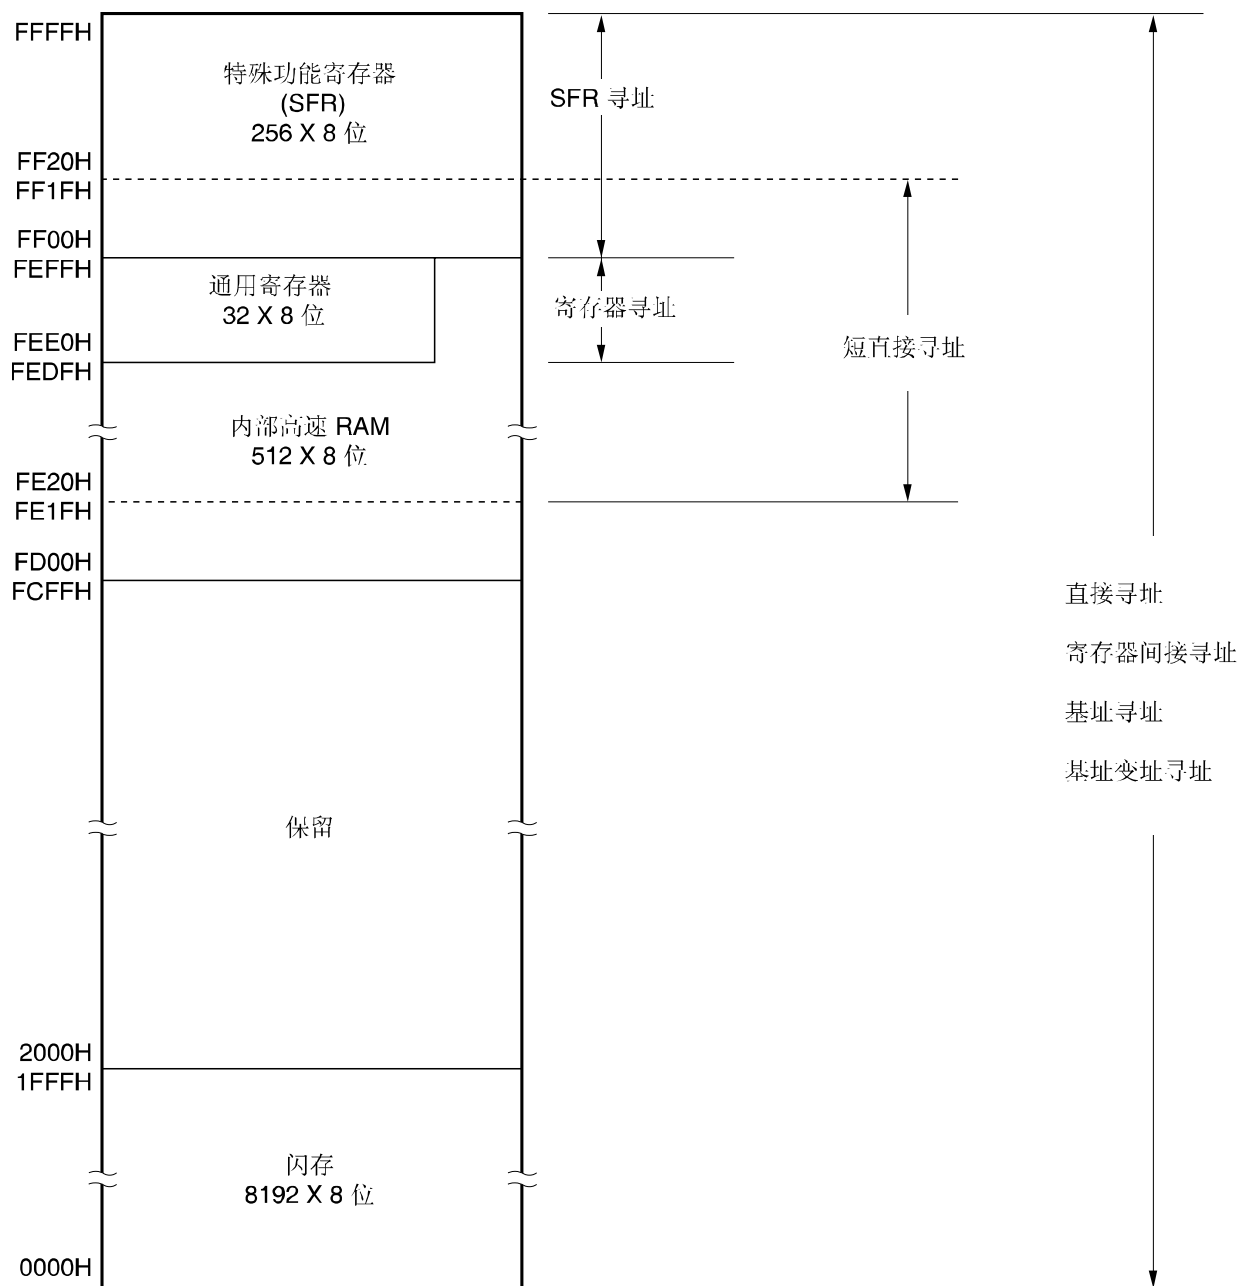 FFFFH
特殊功能寄存器
(SFR)
256 X 8 位
SFR 寻址
FF20H
FF1FH
FF00H
FEFFH
通用寄存器
32 X 8 位
寄存器寻址
FEE0H
FEDFH
短直接寻址
内部高速 RAM
512 X 8 位
FE20H
FE1FH
FD00H
FCFFH
直接寻址
寄存器间接寻址
基址寻址
基址变址寻址
保留
2000H
1FFFH
闪存
8192 X 8 位
0000H